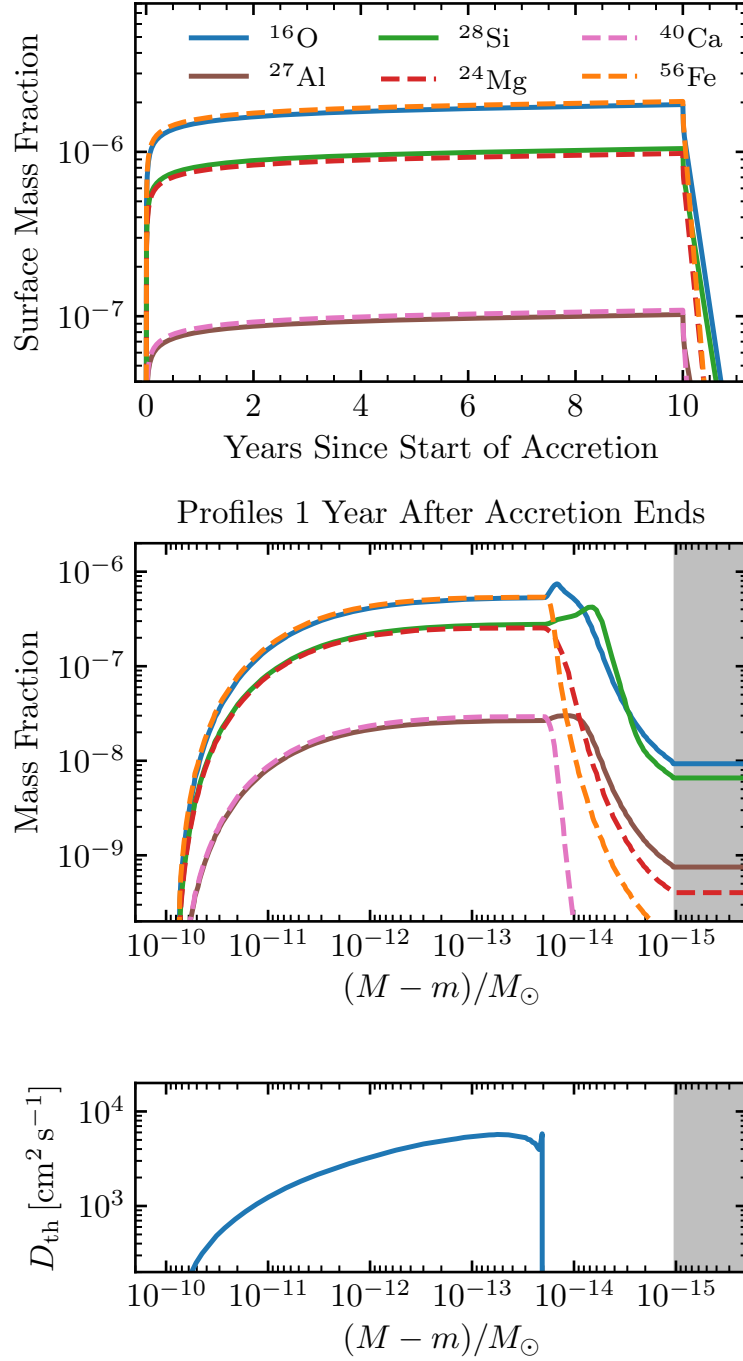 ¹⁶O ²⁸Si ⁴⁰Ca
²⁷Al ²⁴Mg ⁵⁶Fe
Surface Mass Fraction
10⁻⁶
10⁻⁷
0 2 4 6 8 10
Years Since Start of Accretion
Profiles 1 Year After Accretion Ends
Mass Fraction
10⁻⁶
10⁻⁷
10⁻⁸
10⁻⁹
10⁻¹⁰ 10⁻¹¹ 10⁻¹² 10⁻¹³ 10⁻¹⁴ 10⁻¹⁵
(M − m)/M⊙
D_th [cm² s⁻¹]
10⁴
10³
10⁻¹⁰ 10⁻¹¹ 10⁻¹² 10⁻¹³ 10⁻¹⁴ 10⁻¹⁵
(M − m)/M⊙